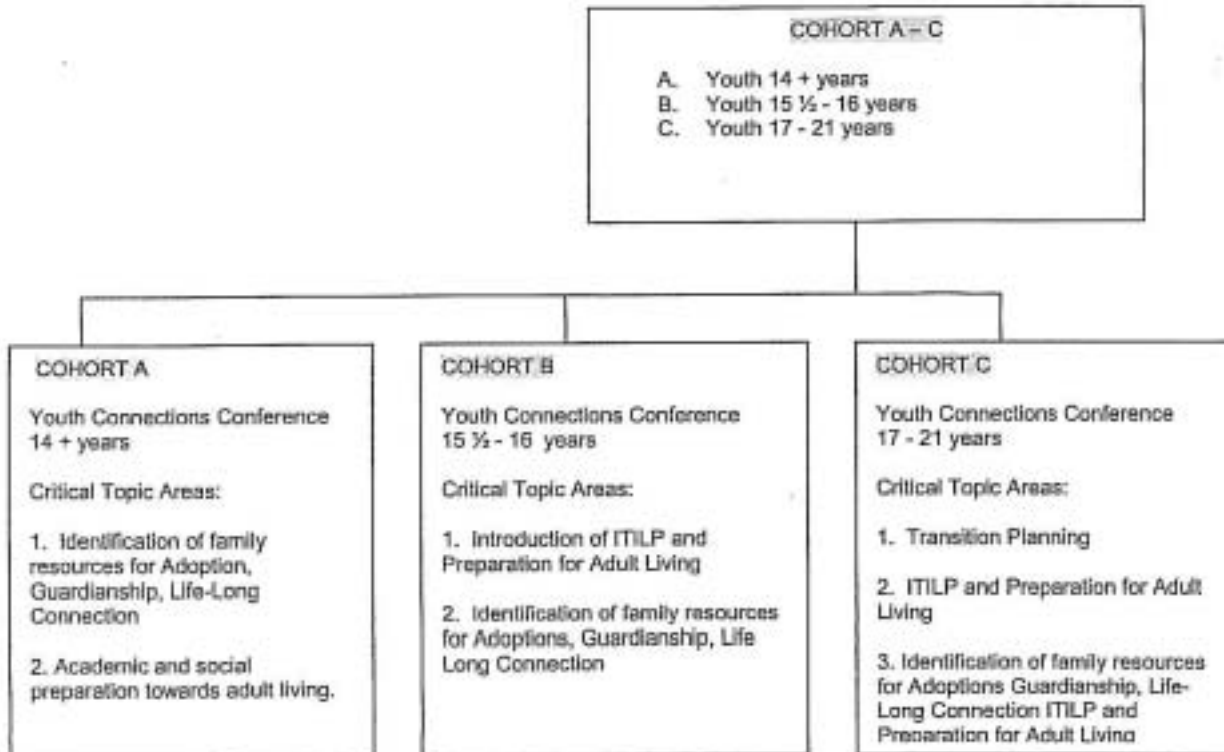 COHORT A – C
A. Youth 14 + years
B. Youth 15 ½ - 16 years
C. Youth 17 - 21 years
COHORT A
Youth Connections Conference
14 + years
Critical Topic Areas:
1. Identification of family
resources for Adoption,
Guardianship, Life-Long
Connection
2. Academic and social
preparation towards adult living.
COHORT B
Youth Connections Conference
15 ½ - 16 years
Critical Topic Areas:
1. Introduction of ITILP and
Preparation for Adult Living
2. Identification of family resources
for Adoptions, Guardianship, Life
Long Connection
COHORT C
Youth Connections Conference
17 - 21 years
Critical Topic Areas:
1. Transition Planning
2. ITILP and Preparation for Adult
Living
3. Identification of family resources
for Adoptions Guardianship, Life-
Long Connection ITILP and
Preparation for Adult Living